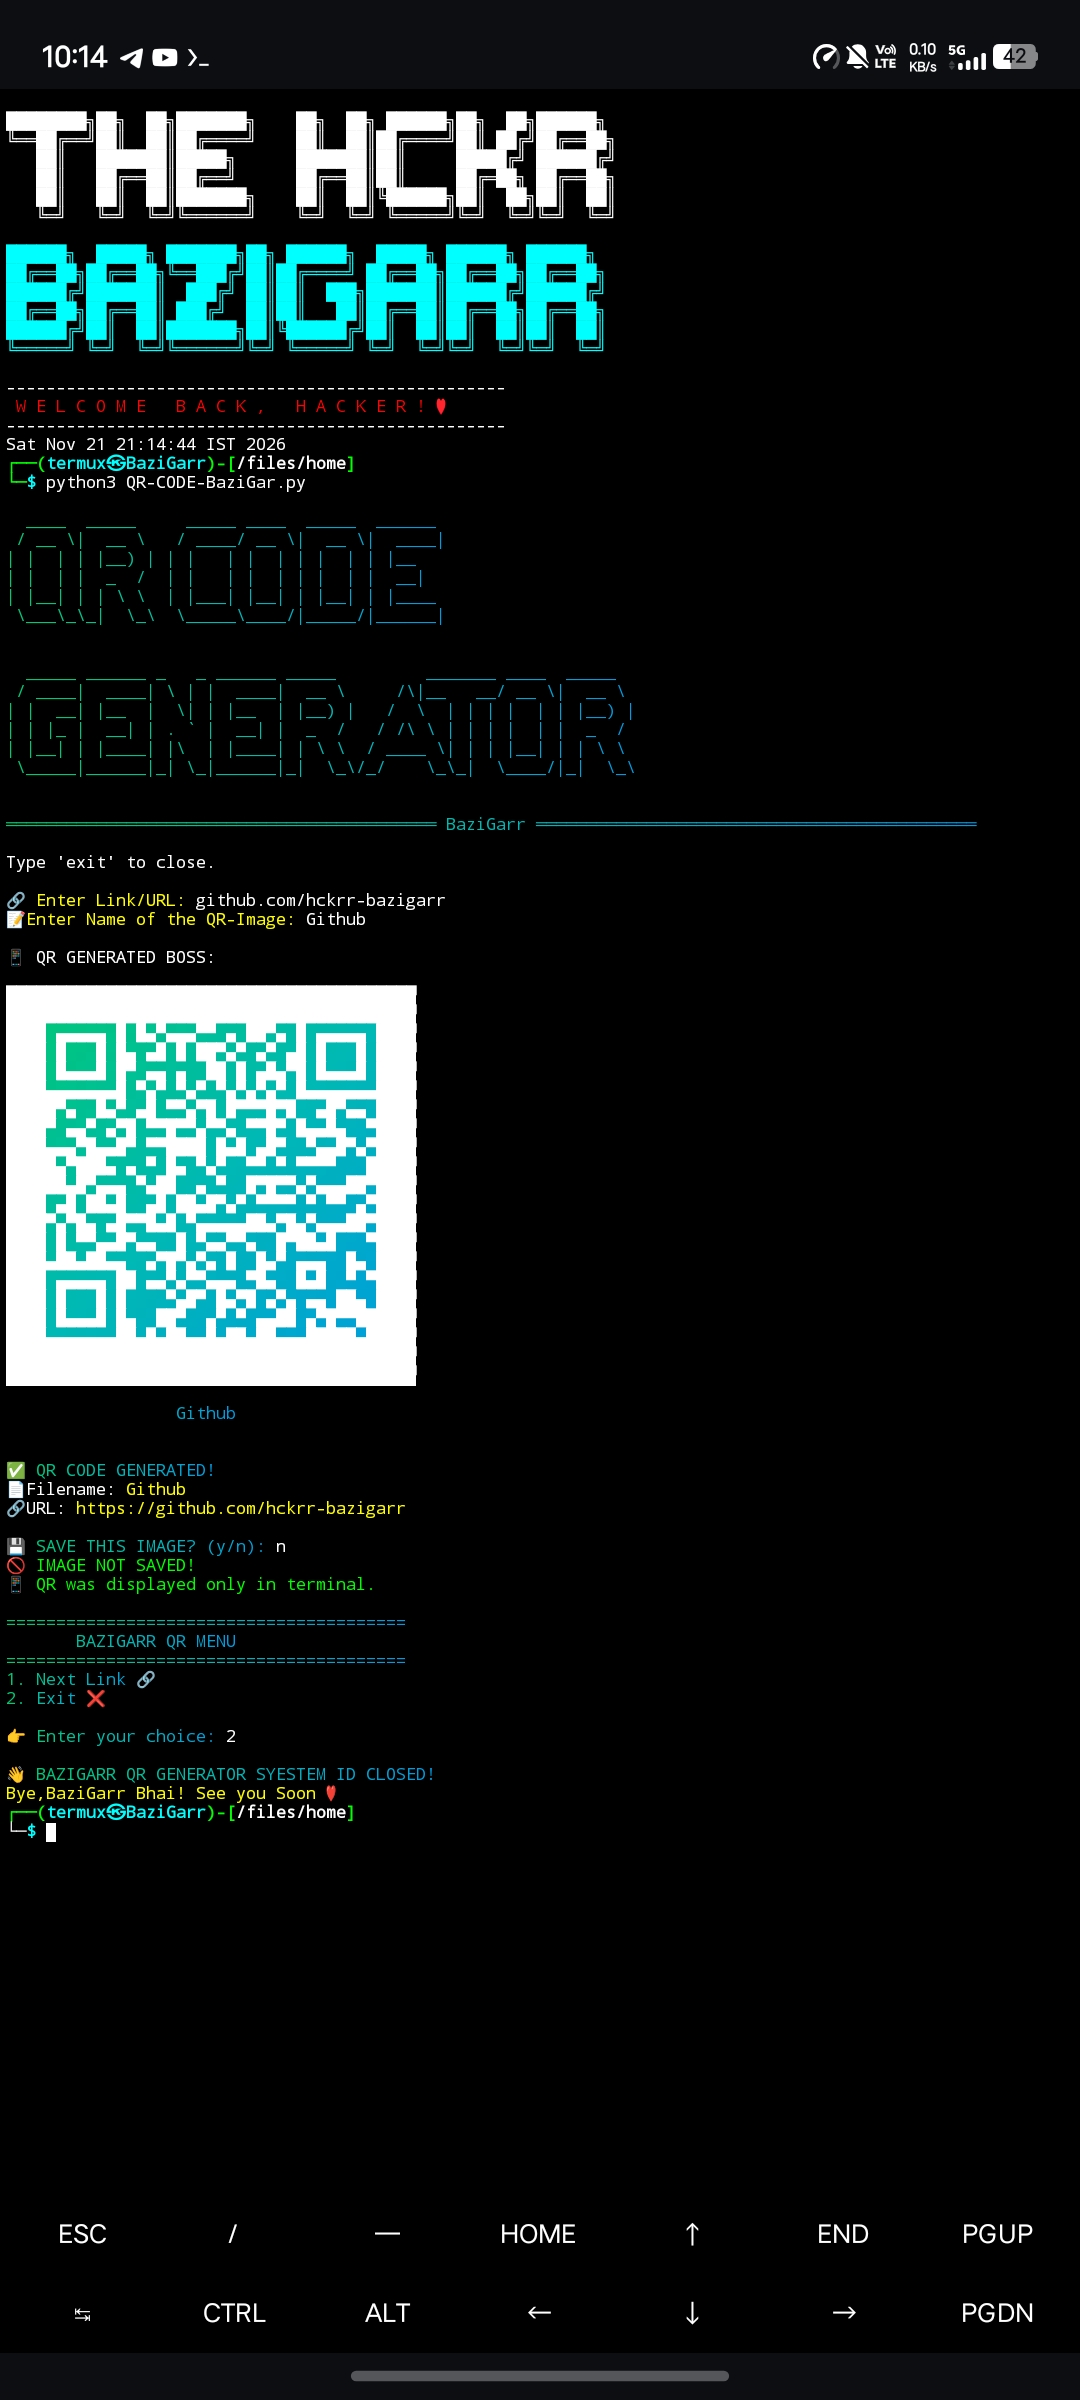 10:14
Vo) LTE
0.10 KB/s
5G
42
THE HCKR
BAZIGARR
--------------------------------------------------
W E L C O M E   B A C K ,   H A C K E R !
--------------------------------------------------
Sat Nov 21 21:14:44 IST 2026
┌──(termux㉿BaziGarr)-[/files/home]
└─$ python3 QR-CODE-BaziGar.py
QR CODE
GENERATOR
BaziGarr
Type 'exit' to close.
🔗 Enter Link/URL: github.com/hckrr-bazigarr
📝Enter Name of the QR-Image: Github
📱 QR GENERATED BOSS:
Github
✅ QR CODE GENERATED!
📄Filename: Github
🔗URL: https://github.com/hckrr-bazigarr
💾 SAVE THIS IMAGE? (y/n): n
🚫 IMAGE NOT SAVED!
📱 QR was displayed only in terminal.
========================================
BAZIGARR QR MENU
========================================
1. Next Link 🔗
2. Exit ❌
👉 Enter your choice: 2
👋 BAZIGARR QR GENERATOR SYESTEM ID CLOSED!
Bye,BaziGarr Bhai! See you Soon
┌──(termux㉿BaziGarr)-[/files/home]
└─$
ESC / — HOME ↑ END PGUP
↹ CTRL ALT ← ↓ → PGDN